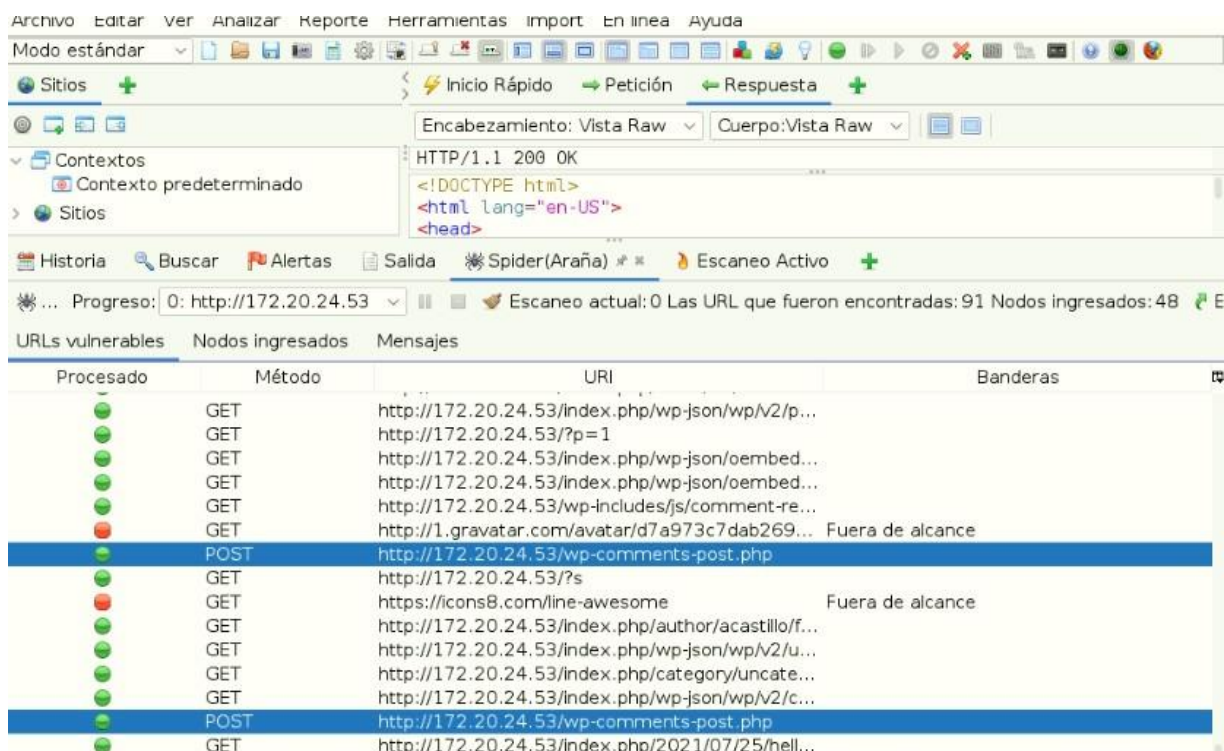 Archivo Editar Ver Analizar Reporte Herramientas Import En línea Ayuda
Modo estándar
Sitios
Inicio Rápido Petición Respuesta
Encabezamiento: Vista Raw Cuerpo:Vista Raw
Contextos
Contexto predeterminado
Sitios
HTTP/1.1 200 OK
<!DOCTYPE html>
<html lang="en-US">
<head>
Historia Buscar Alertas Salida Spider(Araña) Escaneo Activo
... Progreso: 0: http://172.20.24.53 Escaneo actual: 0 Las URL que fueron encontradas: 91 Nodos ingresados: 48 E
URLs vulnerables Nodos ingresados Mensajes
Procesado Método URI Banderas
GET http://172.20.24.53/index.php/wp-json/wp/v2/p...
GET http://172.20.24.53/?p=1
GET http://172.20.24.53/index.php/wp-json/oembed...
GET http://172.20.24.53/index.php/wp-json/oembed...
GET http://172.20.24.53/wp-includes/js/comment-re...
GET http://1.gravatar.com/avatar/d7a973c7dab269... Fuera de alcance
POST http://172.20.24.53/wp-comments-post.php
GET http://172.20.24.53/?s
GET https://icons8.com/line-awesome Fuera de alcance
GET http://172.20.24.53/index.php/author/acastillo/f...
GET http://172.20.24.53/index.php/wp-json/wp/v2/u...
GET http://172.20.24.53/index.php/category/uncate...
GET http://172.20.24.53/index.php/wp-json/wp/v2/c...
POST http://172.20.24.53/wp-comments-post.php
GET http://172.20.24.53/index.php/2021/07/25/hell...